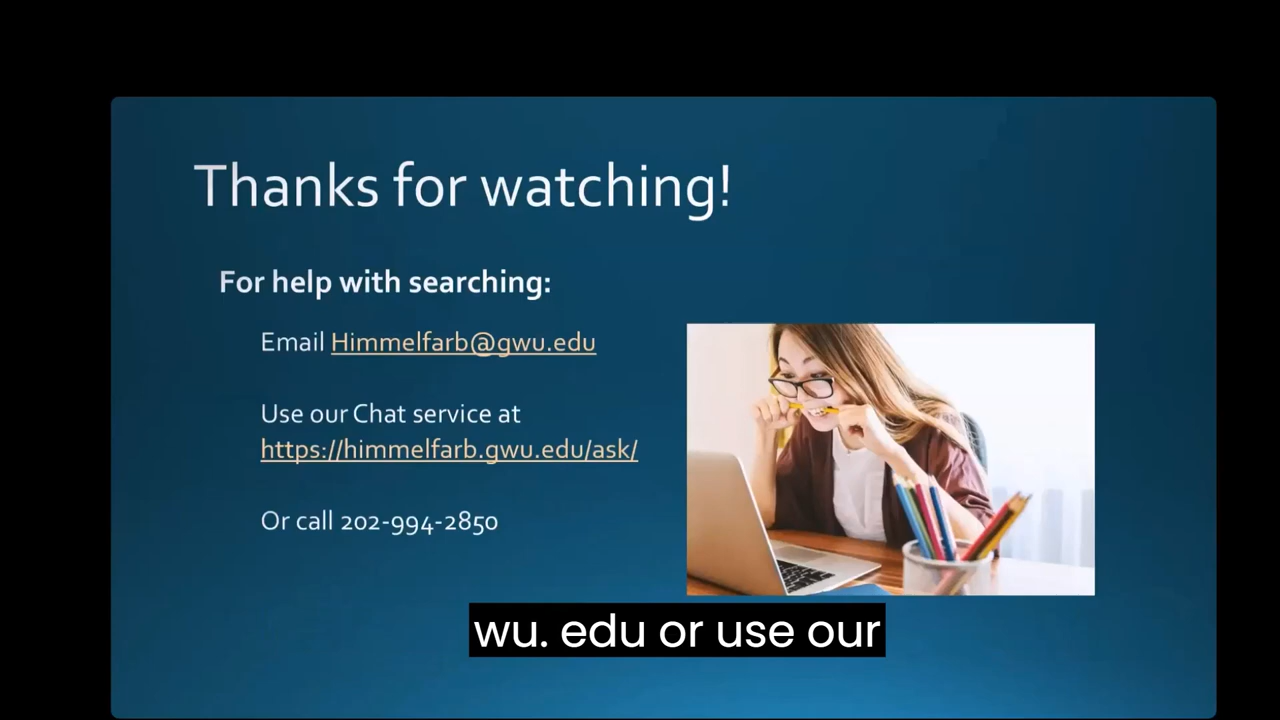 Thanks for watching!
For help with searching:
Email Himmelfarb@gwu.edu
Use our Chat service at
https://himmelfarb.gwu.edu/ask/
Or call 202-994-2850
wu. edu or use our